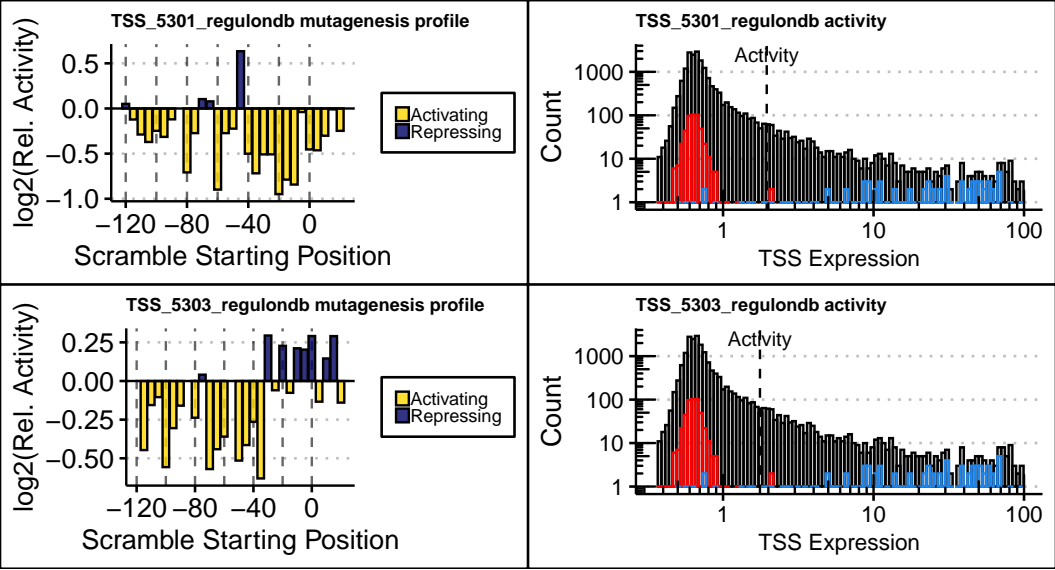 TSS_5301_regulondb mutagenesis profile
log2(Rel. Activity)
0.5
0.0
−0.5
−1.0
−120 −80 −40 0
Scramble Starting Position
Activating
Repressing
TSS_5301_regulondb activity
Activity
Count
1000
100
10
1
1 10 100
TSS Expression
TSS_5303_regulondb mutagenesis profile
log2(Rel. Activity)
0.25
0.00
−0.25
−0.50
−120 −80 −40 0
Scramble Starting Position
Activating
Repressing
TSS_5303_regulondb activity
Activity
Count
1000
100
10
1
1 10 100
TSS Expression